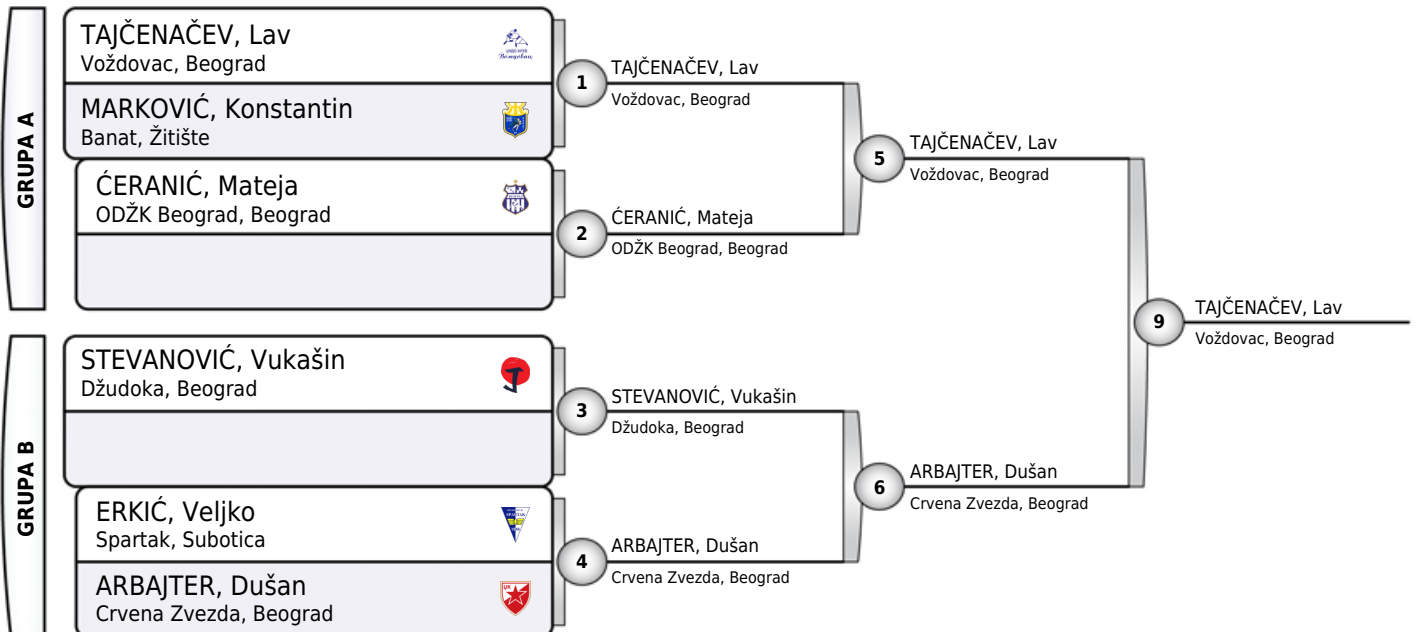 GRUPA A
TAJČENAČEV, Lav
Voždovac, Beograd
MARKOVIĆ, Konstantin
Banat, Žitište
ĆERANIĆ, Mateja
ODŽK Beograd, Beograd
1
TAJČENAČEV, Lav
Voždovac, Beograd
2
ĆERANIĆ, Mateja
ODŽK Beograd, Beograd
5
TAJČENAČEV, Lav
Voždovac, Beograd
GRUPA B
STEVANOVIĆ, Vukašin
Džudoka, Beograd
ERKIĆ, Veljko
Spartak, Subotica
ARBAJTER, Dušan
Crvena Zvezda, Beograd
3
STEVANOVIĆ, Vukašin
Džudoka, Beograd
4
ARBAJTER, Dušan
Crvena Zvezda, Beograd
6
ARBAJTER, Dušan
Crvena Zvezda, Beograd
9
TAJČENAČEV, Lav
Voždovac, Beograd